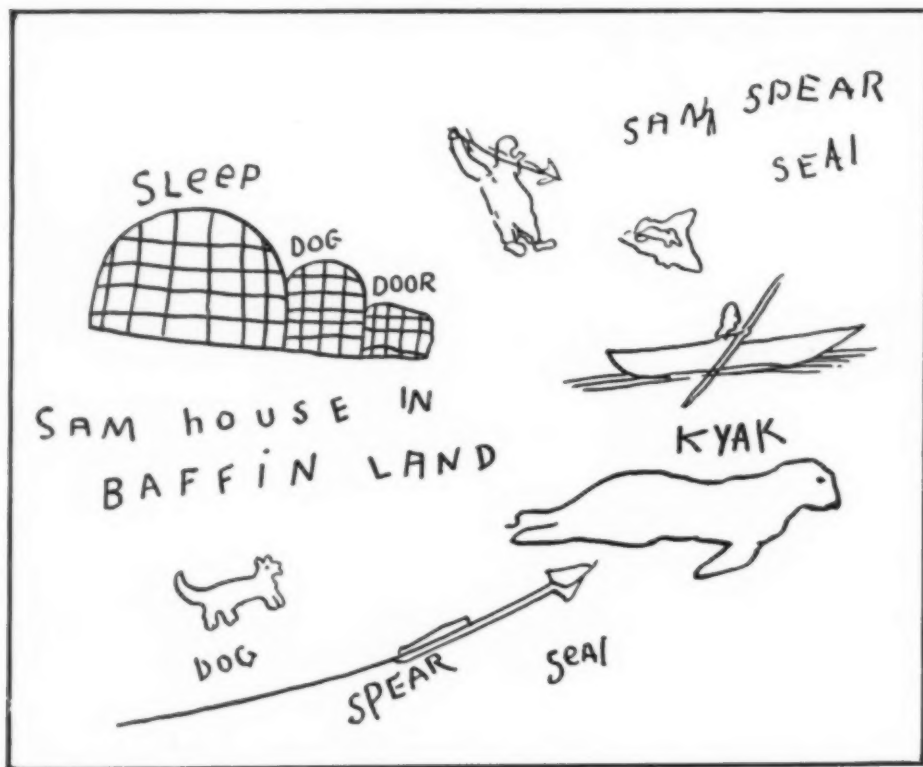 SAM SPEAR
SEAl
SLeeP
DOG
DOOR
SAM hOUSE IN
BAFFiN LAND
KYAK
DOG
SPEAR
SeAl